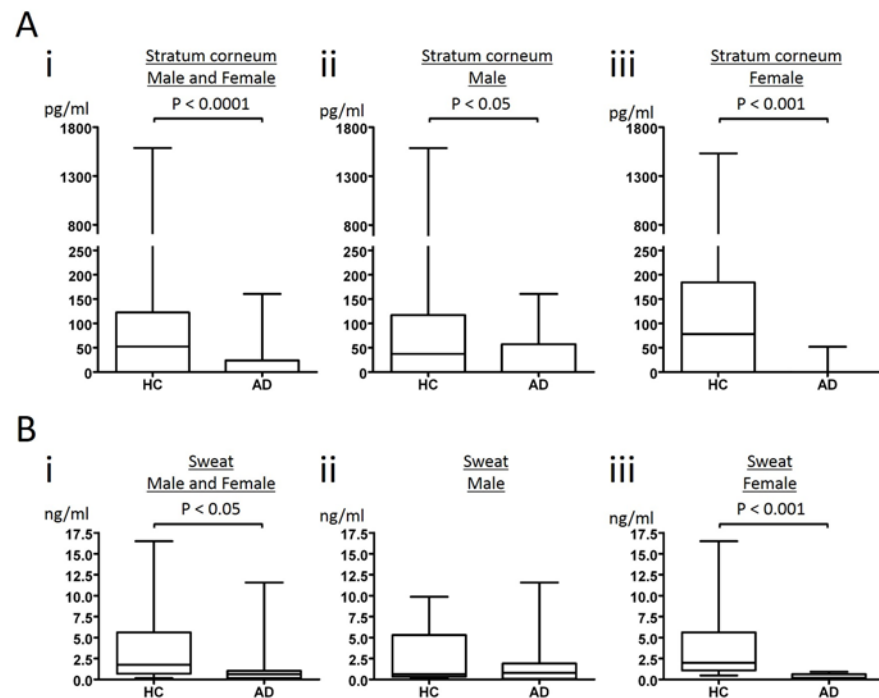 A
i
Stratum corneum
Male and Female
P < 0.0001
pg/ml
1800
1300
800
250
200
150
100
50
0
HC AD
ii
Stratum corneum
Male
P < 0.05
pg/ml
1800
1300
800
250
200
150
100
50
0
HC AD
iii
Stratum corneum
Female
P < 0.001
pg/ml
1800
1300
800
250
200
150
100
50
0
HC AD
B
i
Sweat
Male and Female
P < 0.05
ng/ml
17.5
15.0
12.5
10.0
7.5
5.0
2.5
0.0
HC AD
ii
Sweat
Male
ng/ml
17.5
15.0
12.5
10.0
7.5
5.0
2.5
0.0
HC AD
iii
Sweat
Female
P < 0.001
ng/ml
17.5
15.0
12.5
10.0
7.5
5.0
2.5
0.0
HC AD